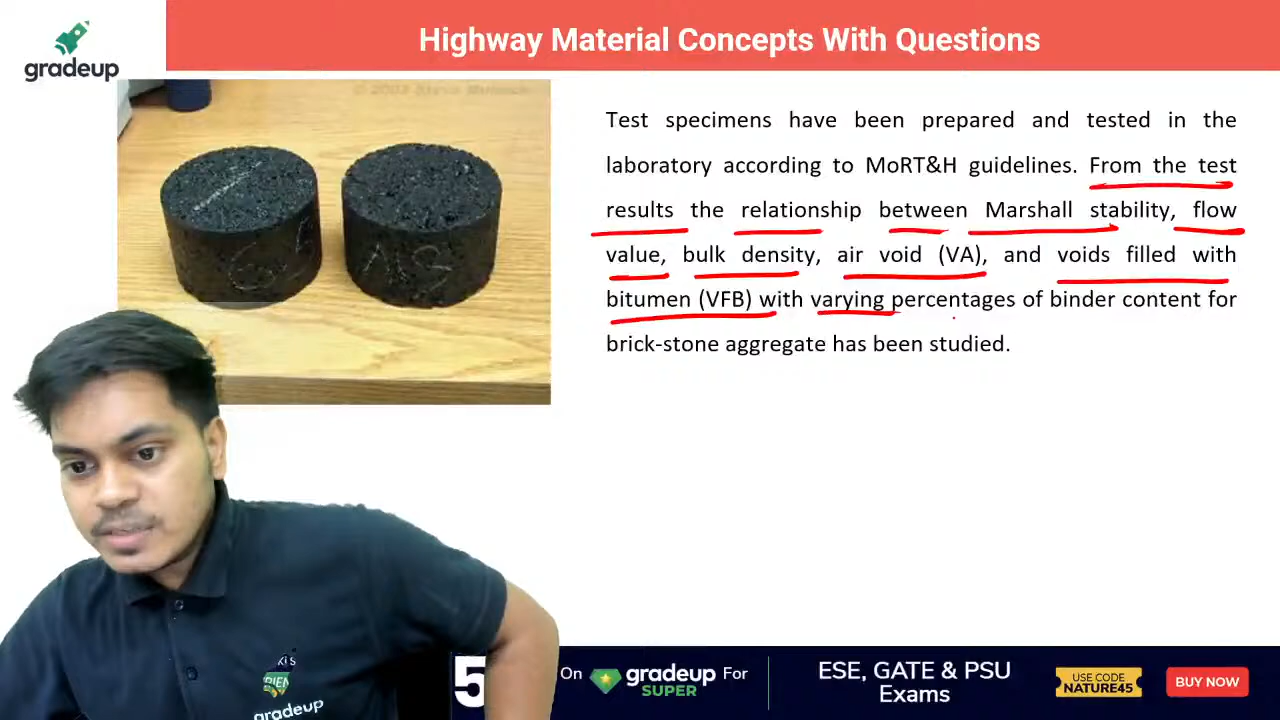 Highway Material Concepts With Questions
gradeup
Test specimens have been prepared and tested in the
laboratory according to MoRT&H guidelines. From the test
results the relationship between Marshall stability, flow
value, bulk density, air void (VA), and voids filled with
bitumen (VFB) with varying percentages of binder content for
brick-stone aggregate has been studied.
NS
gradeup
5
On gradeup SUPER For
ESE, GATE & PSU
Exams
USE CODE
NATURE45
BUY NOW